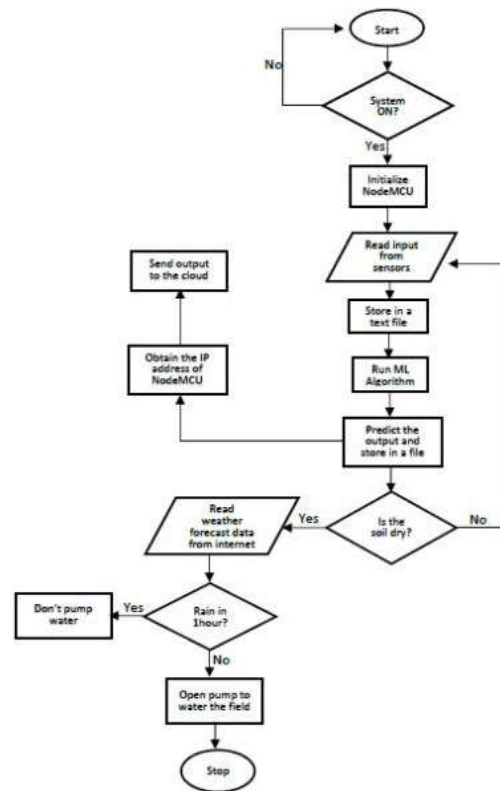 Start
No
System
ON?
Yes
Initialize
NodeMCU
Read input
from
sensors
Send output
to the cloud
Store in a
text file
Obtain the IP
address of
NodeMCU
Run ML
Algorithm
Predict the
output and
store in a file
Is the
soil dry?
Yes
No
Read
weather
forecast data
from internet
Rain in
1hour?
Yes
Don't pump
water
No
Open pump to
water the field
Stop